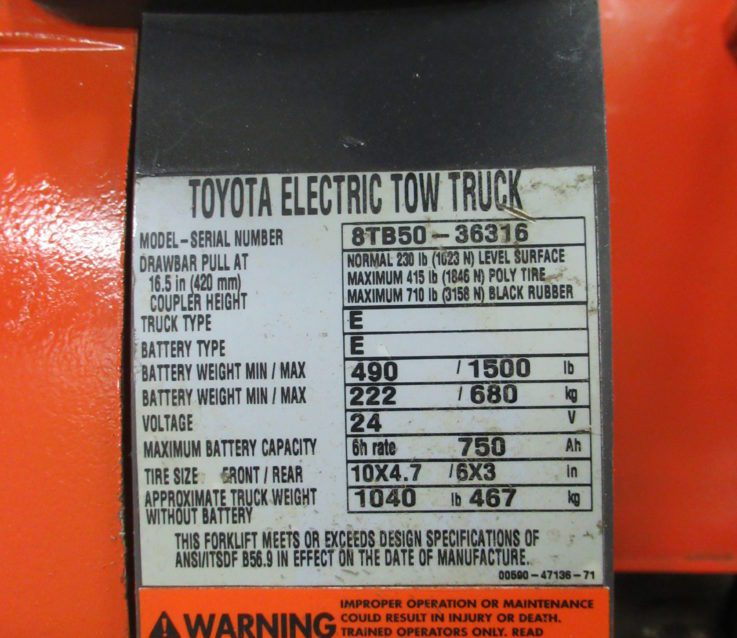 TOYOTA ELECTRIC TOW TRUCK
MODEL-SERIAL NUMBER 8TB50-36316
DRAWBAR PULL AT NORMAL 230 lb (1023 N) LEVEL SURFACE
16.5 in (420 mm) MAXIMUM 415 lb (1846 N) POLY TIRE
COUPLER HEIGHT MAXIMUM 710 lb (3158 N) BLACK RUBBER
TRUCK TYPE E
BATTERY TYPE E
BATTERY WEIGHT MIN / MAX 490 / 1500 lb
BATTERY WEIGHT MIN / MAX 222 / 680 kg
VOLTAGE 24 V
MAXIMUM BATTERY CAPACITY 6h rate 750 Ah
TIRE SIZE FRONT / REAR 10X4.7 /6X3 in
APPROXIMATE TRUCK WEIGHT 1040 lb 467 kg
WITHOUT BATTERY
THIS FORKLIFT MEETS OR EXCEEDS DESIGN SPECIFICATIONS OF
ANSI/ITSDF B56.9 IN EFFECT ON THE DATE OF MANUFACTURE.
00590-47136-71
WARNING
IMPROPER OPERATION OR MAINTENANCE
COULD RESULT IN INJURY OR DEATH.
TRAINED OPERATORS ONLY. READ